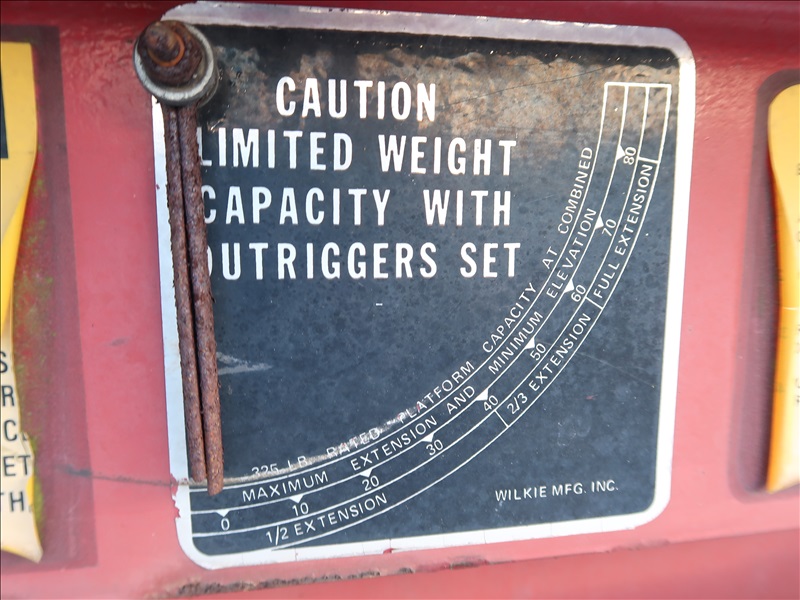 CAUTION
LIMITED WEIGHT
CAPACITY WITH
OUTRIGGERS SET
325 LB. RATED PLATFORM CAPACITY AT COMBINED
MAXIMUM EXTENSION AND MINIMUM ELEVATION
0 10 20 30 40 50 60 70 80
1/2 EXTENSION 2/3 EXTENSION FULL EXTENSION
WILKIE MFG. INC.